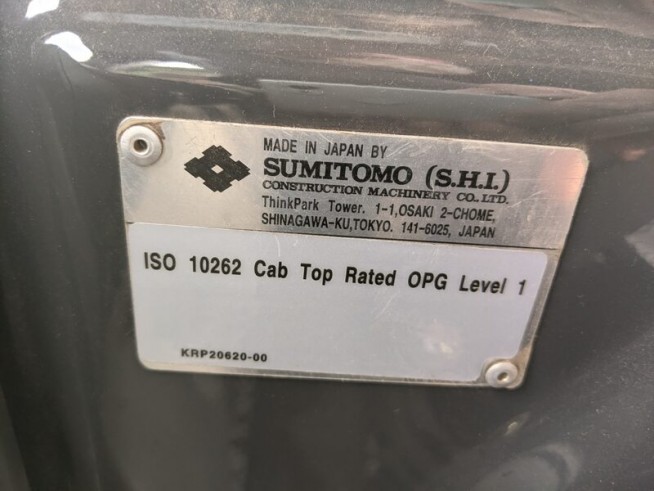 MADE IN JAPAN BY
SUMITOMO (S.H.I.)
CONSTRUCTION MACHINERY CO., LTD.
ThinkPark Tower. 1-1,OSAKI 2-CHOME,
SHINAGAWA-KU,TOKYO. 141-6025, JAPAN
ISO 10262 Cab Top Rated OPG Level 1
KRP20620-00